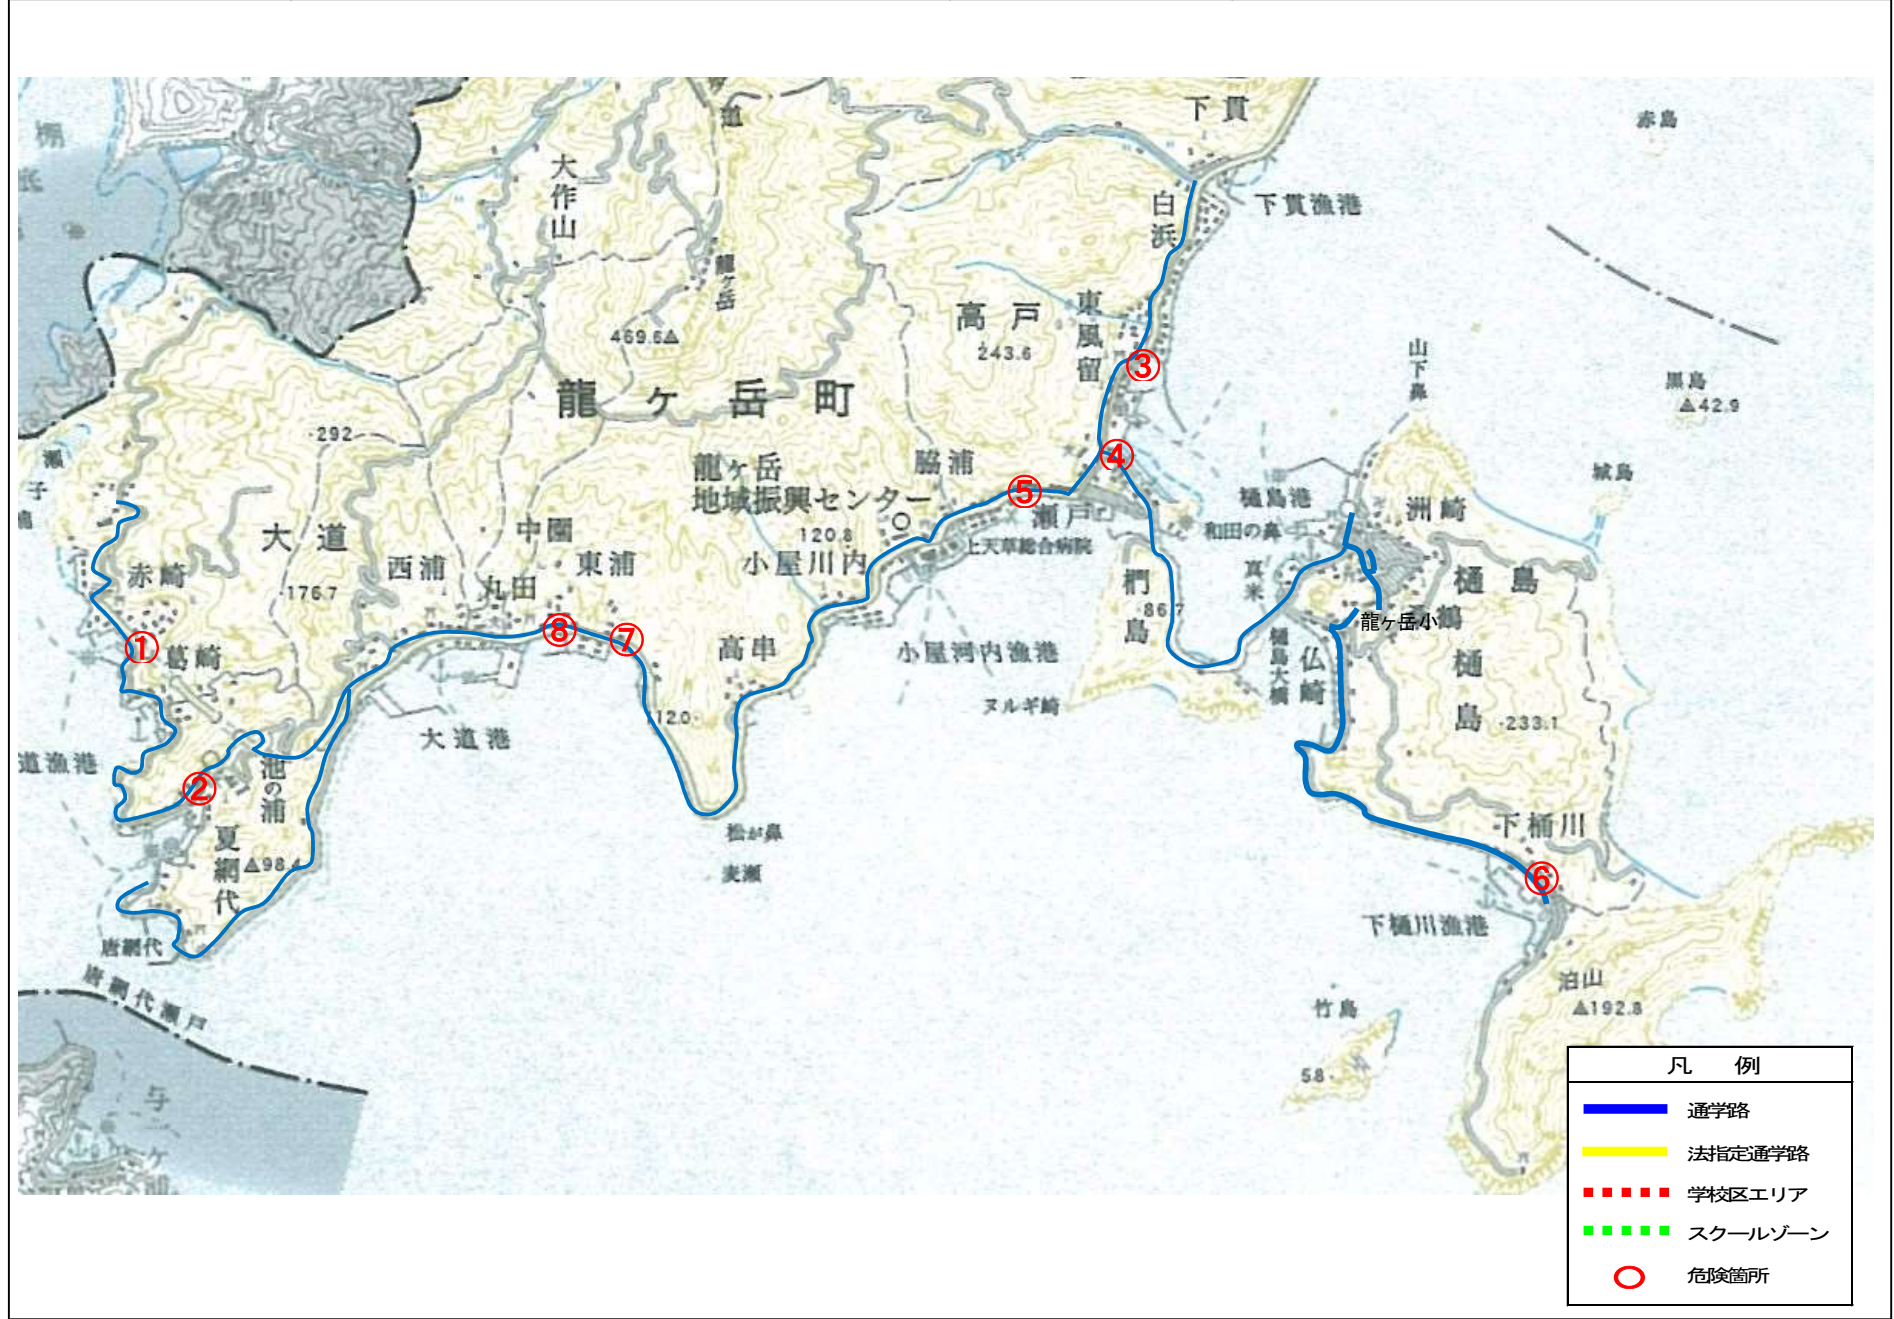 下貫
赤島
道
大作山
白浜
下貫漁港
龍ヶ岳
469.6
高戸
243.6
東風留
③
山下鼻
黒島
42.9
龍ヶ岳町
292
④
龍ヶ岳
地域振興センター
脇浦
⑤
瀬戸
樋島港
洲崎
城島
和田の鼻
上天草総合病院
大道
中園
120.8
西浦
東浦
小屋川内
赤崎
176.7
丸田
椚島
86.7
真米
樋島
龍ヶ岳小
①
葛崎
⑧
⑦
高串
小屋河内漁港
樋島大橋
仏崎
樋島
233.1
ヌルギ崎
120
大道港
道漁港
②
池の浦
夏網代
98.4
松が鼻
麦瀬
下桶川
⑥
下樋川漁港
唐網代
唐網代瀬戸
泊山
192.8
竹島
58
与
ヶ
凡 例
通学路
法指定通学路
学校区エリア
スクールゾーン
危険箇所